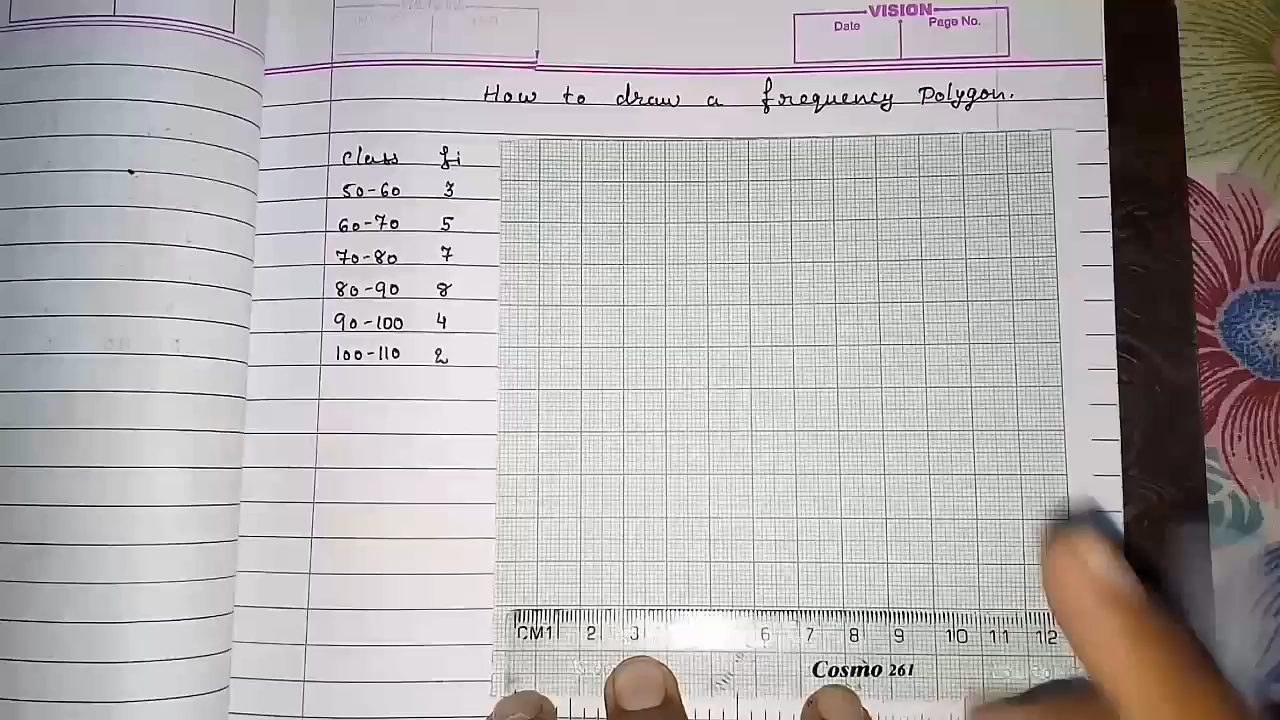 VISION
Date Page No.
How to draw a frequency Polygon.
class fi
50-60 3
60-70 5
70-80 7
80-90 8
90-100 4
100-110 2
CM1 2 3 6 7 8 9 10 11 12
Cosmo 261